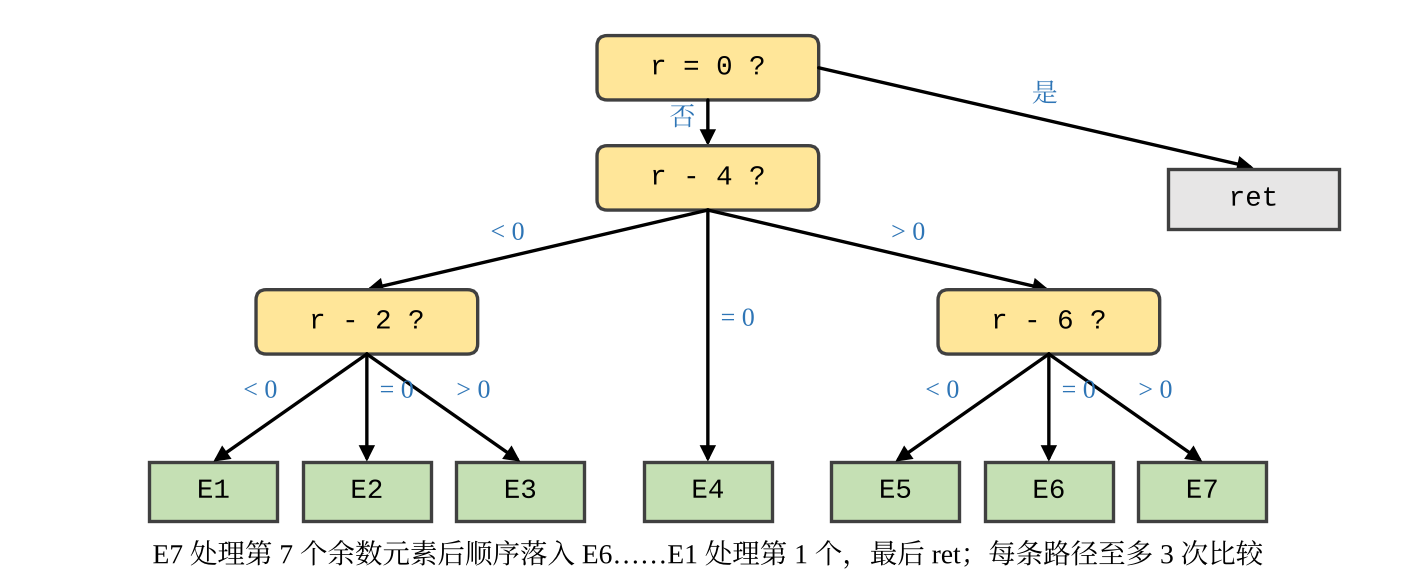 r = 0 ?
是
否
r - 4 ?
ret
< 0
> 0
r - 2 ?
= 0
r - 6 ?
< 0
= 0
> 0
< 0
= 0
> 0
E1
E2
E3
E4
E5
E6
E7
E7 处理第 7 个余数元素后顺序落入 E6……E1 处理第 1 个，最后 ret；每条路径至多 3 次比较